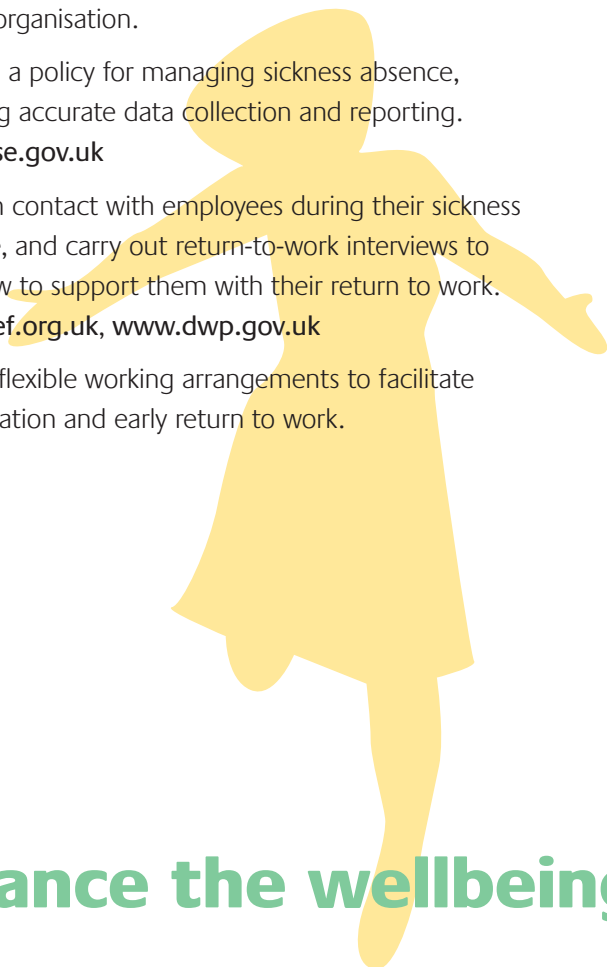 organisation.
a policy for managing sickness absence,
g accurate data collection and reporting.
se.gov.uk
n contact with employees during their sickness
e, and carry out return-to-work interviews to
w to support them with their return to work.
ef.org.uk, www.dwp.gov.uk
flexible working arrangements to facilitate
ation and early return to work.
ance the wellbeing